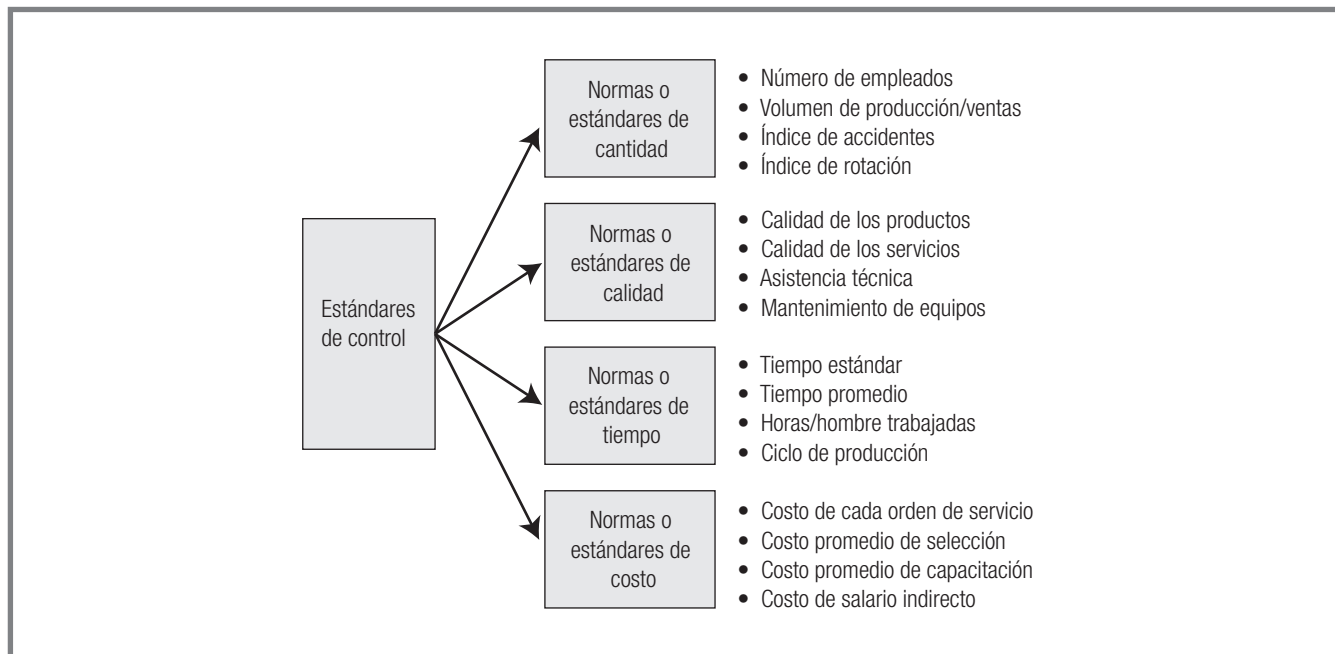 Estándares
de control
Normas o
estándares de
cantidad
• Número de empleados
• Volumen de producción/ventas
• Índice de accidentes
• Índice de rotación
Normas o
estándares de
calidad
• Calidad de los productos
• Calidad de los servicios
• Asistencia técnica
• Mantenimiento de equipos
Normas o
estándares de
tiempo
• Tiempo estándar
• Tiempo promedio
• Horas/hombre trabajadas
• Ciclo de producción
Normas o
estándares de
costo
• Costo de cada orden de servicio
• Costo promedio de selección
• Costo promedio de capacitación
• Costo de salario indirecto